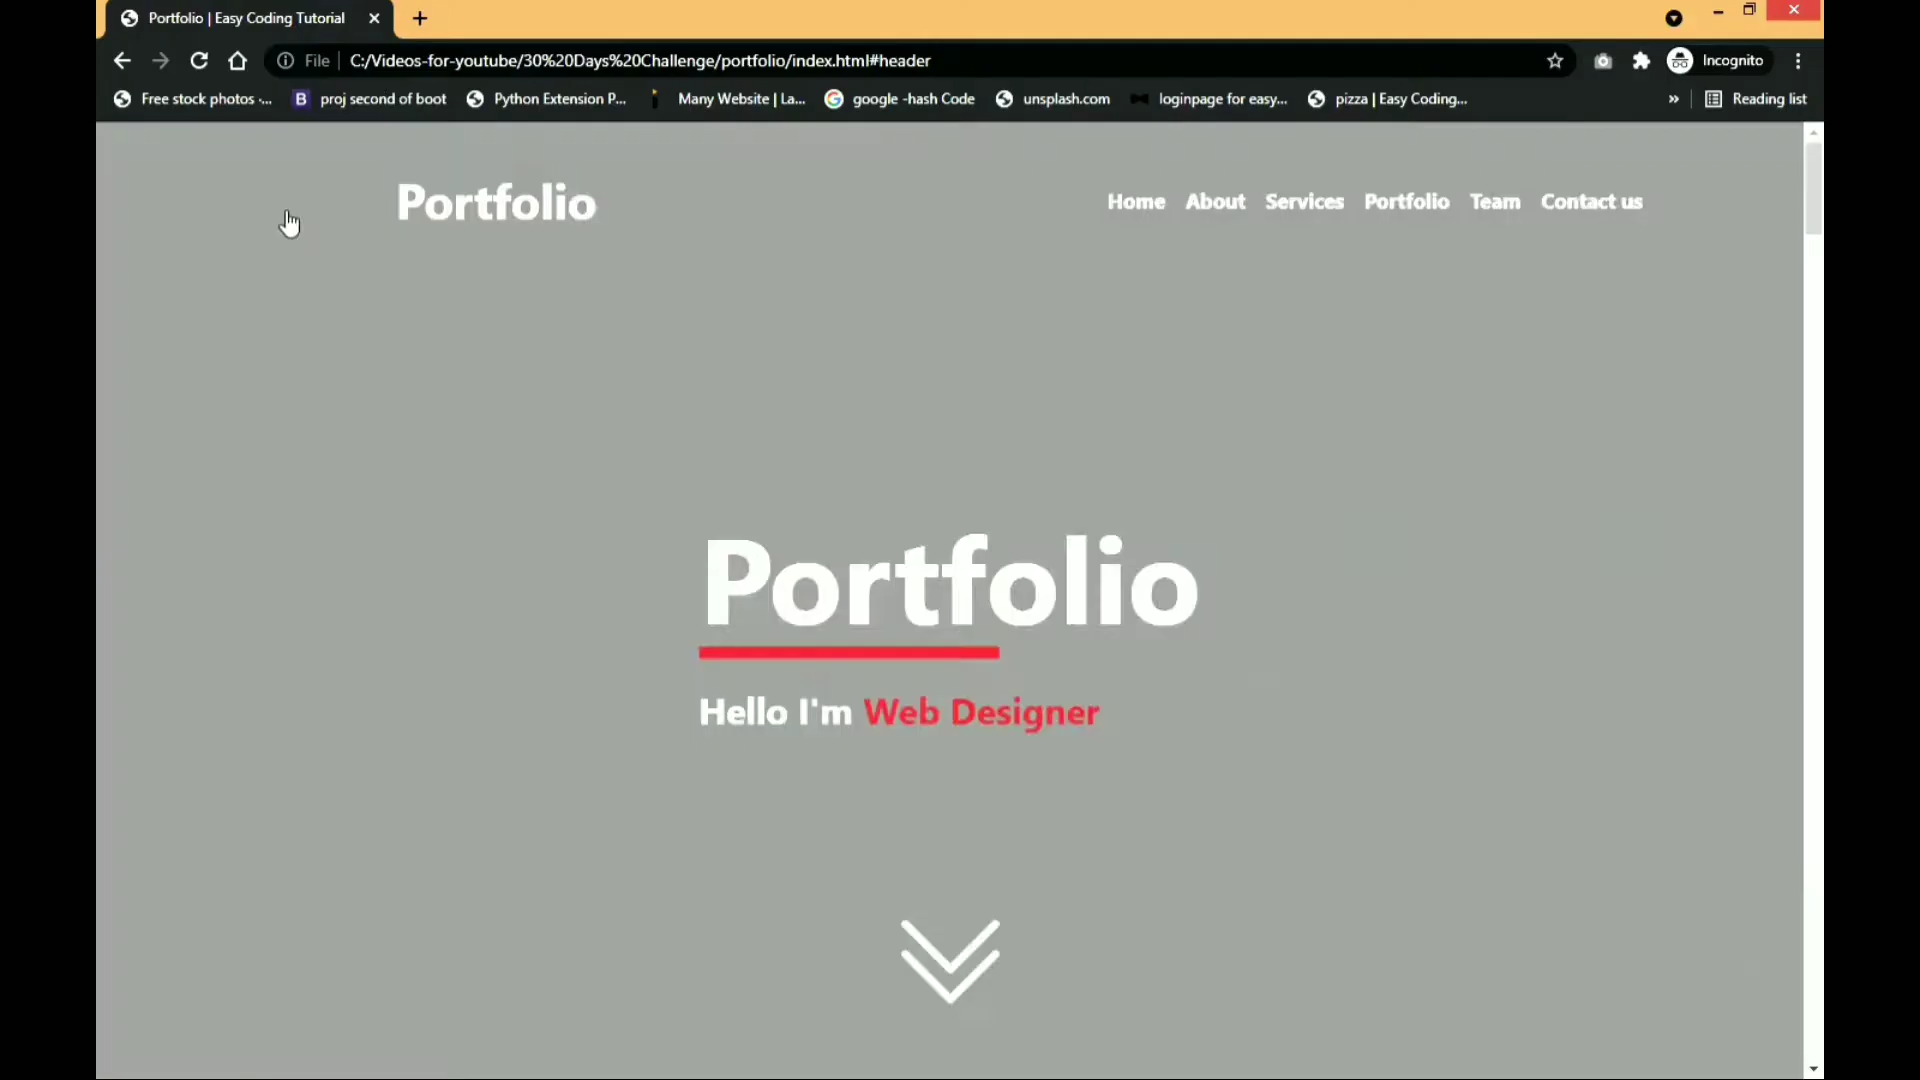 Portfolio | Easy Coding Tutorial
File C:/Videos-for-youtube/30%20Days%20Challenge/portfolio/index.html#header Incognito
Free stock photos ·... B proj second of boot Python Extension P... Many Website | La... google -hash Code unsplash.com loginpage for easy... pizza | Easy Coding... » Reading list
Portfolio Home About Services Portfolio Team Contact us
Portfolio
Hello I'm Web Designer